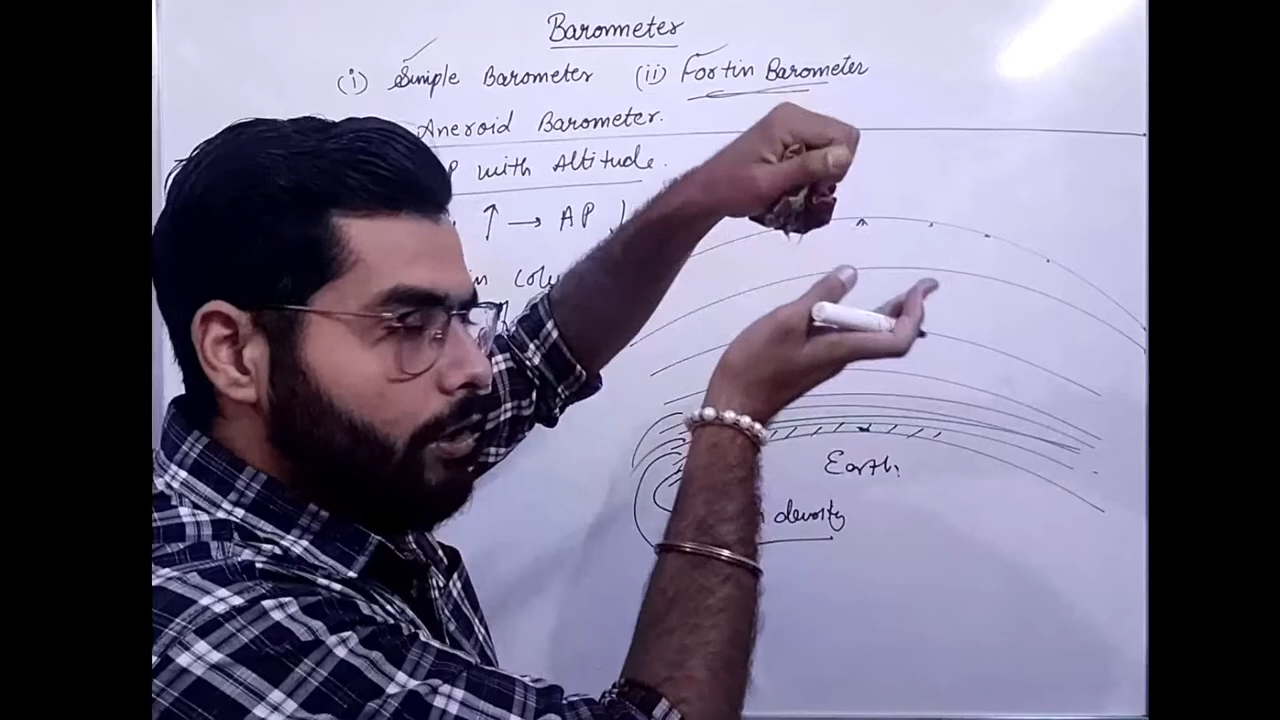 Barometer
(i) Simple Barometer (ii) Fortin Barometer
Aneroid Barometer.
P with Altitude.
↑ → AP ↓
Earth
density